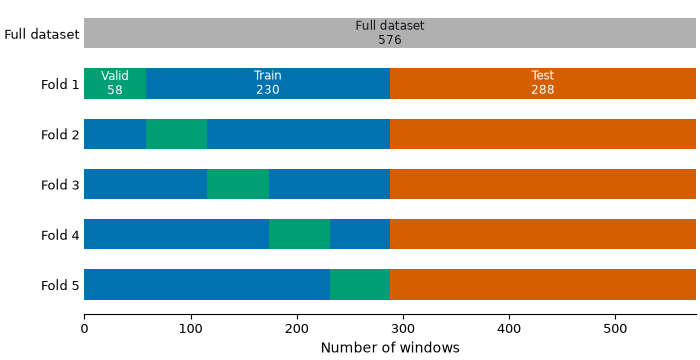 Full dataset
Full dataset
576
Fold 1
Valid
58
Train
230
Test
288
Fold 2
Fold 3
Fold 4
Fold 5
0 100 200 300 400 500
Number of windows